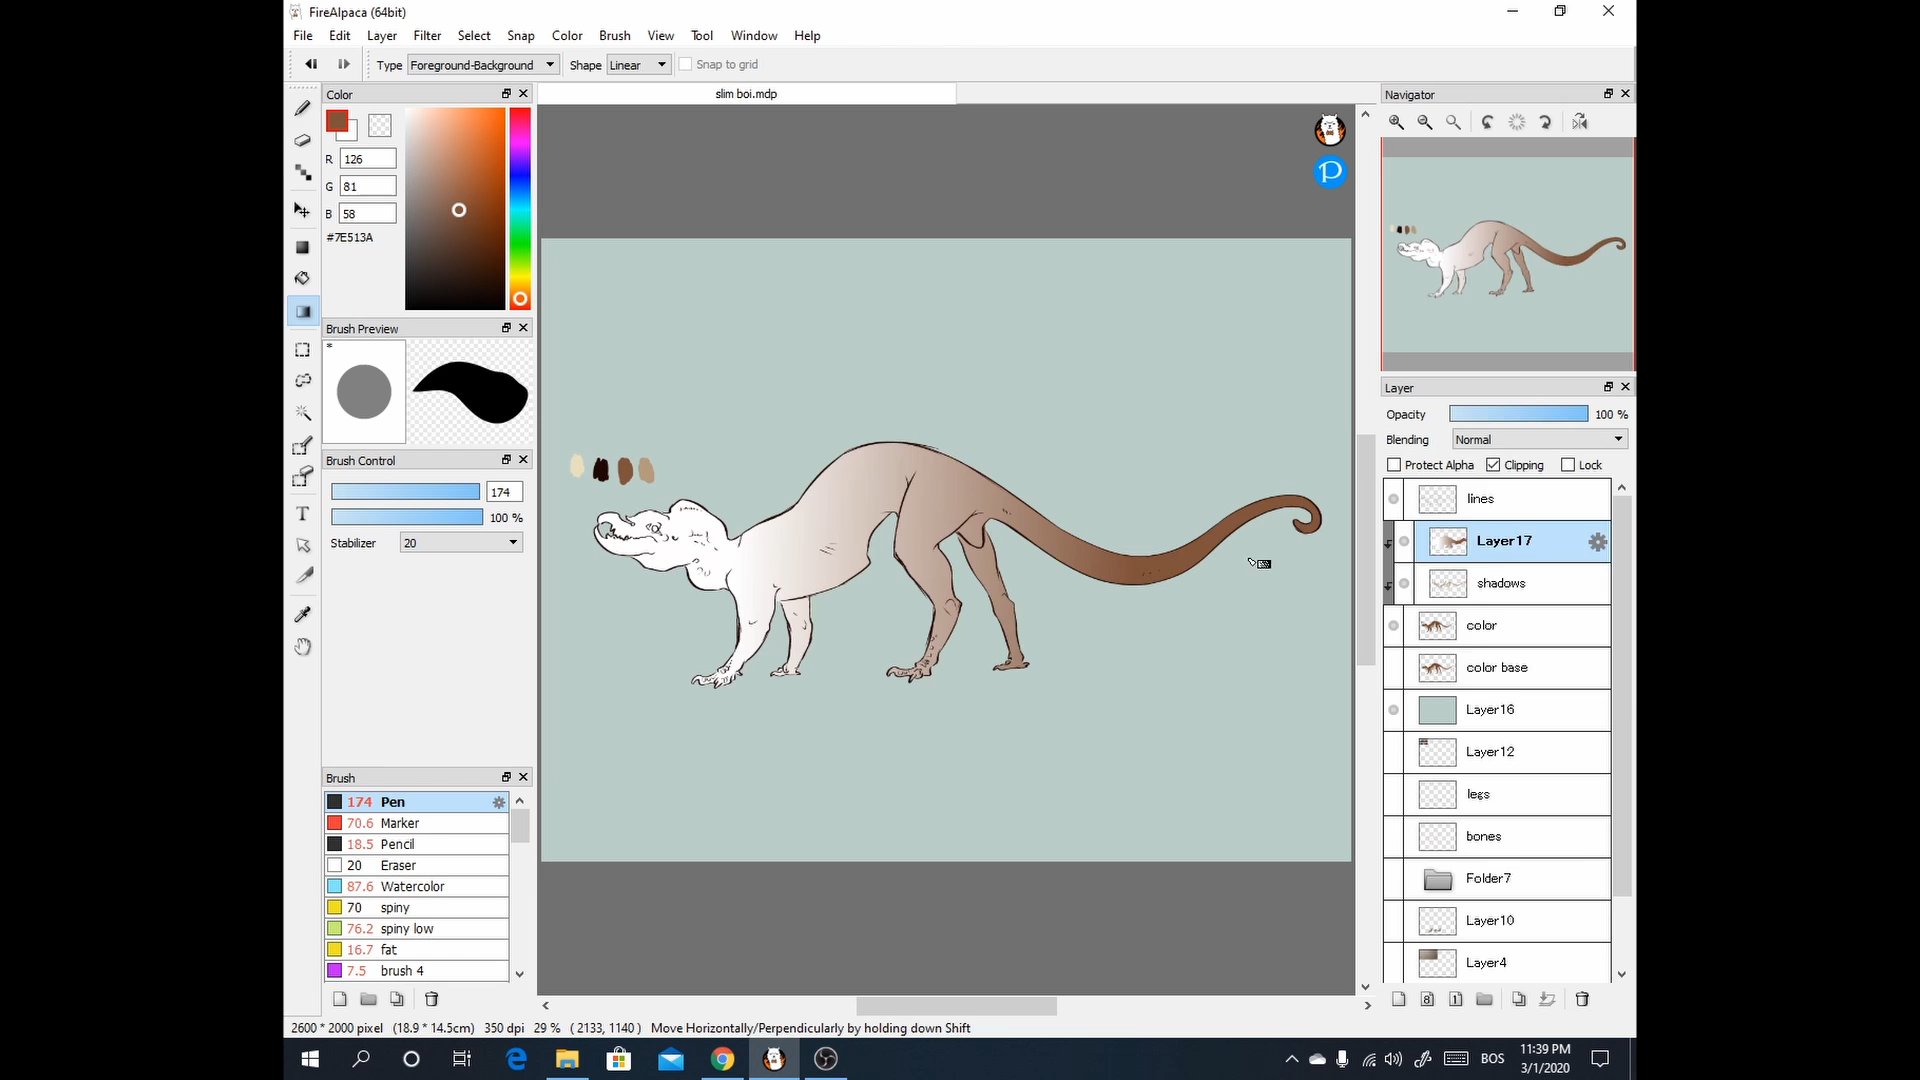 FireAlpaca (64bit)
File Edit Layer Filter Select Snap Color Brush View Tool Window Help
Type Foreground-Background Shape Linear Snap to grid
Color
R 126
G 81
B 58
#7E513A
Brush Preview
*
Brush Control
174
100 %
Stabilizer 20
Brush
174 Pen
70.6 Marker
18.5 Pencil
20 Eraser
87.6 Watercolor
70 spiny
76.2 spiny low
16.7 fat
7.5 brush 4
slim boi.mdp
P
Navigator
Layer
Opacity 100 %
Blending Normal
Protect Alpha Clipping Lock
lines
Layer17
shadows
color
color base
Layer16
Layer12
legs
bones
Folder7
Layer10
Layer4
8 1
T
2600 * 2000 pixel (18.9 * 14.5cm) 350 dpi 29 % ( 2133, 1140 ) Move Horizontally/Perpendicularly by holding down Shift
BOS
11:39 PM
3/1/2020